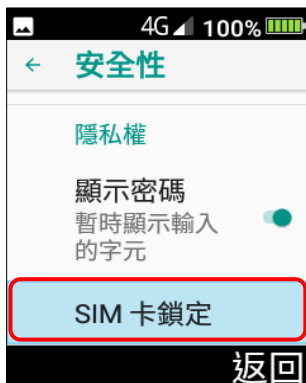 4G 100%
安全性
隱私權
顯示密碼
暫時顯示輸入
的字元
SIM 卡鎖定
返回